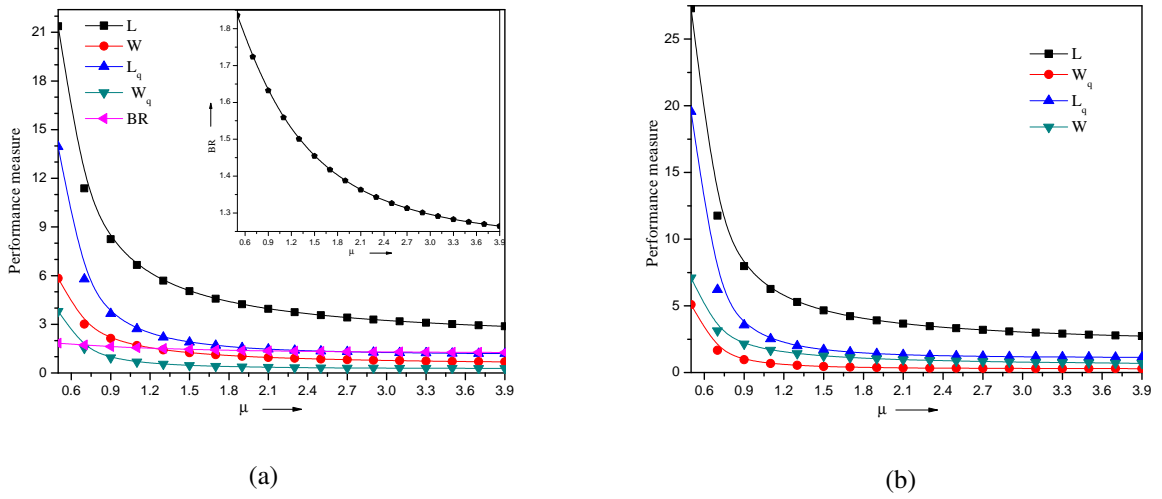 L
W
L_q
W_q
BR
Performance measure
21
18
15
12
9
6
3
0
0.6 0.9 1.2 1.5 1.8 2.1 2.4 2.7 3.0 3.3 3.6 3.9
μ
BR
1.8
1.7
1.6
1.5
1.4
1.3
0.6 0.9 1.2 1.5 1.8 2.1 2.4 2.7 3.0 3.3 3.6 3.9
μ
(a)
L
W_q
L_q
W
Performance measure
25
20
15
10
5
0
0.6 0.9 1.2 1.5 1.8 2.1 2.4 2.7 3.0 3.3 3.6 3.9
μ
(b)